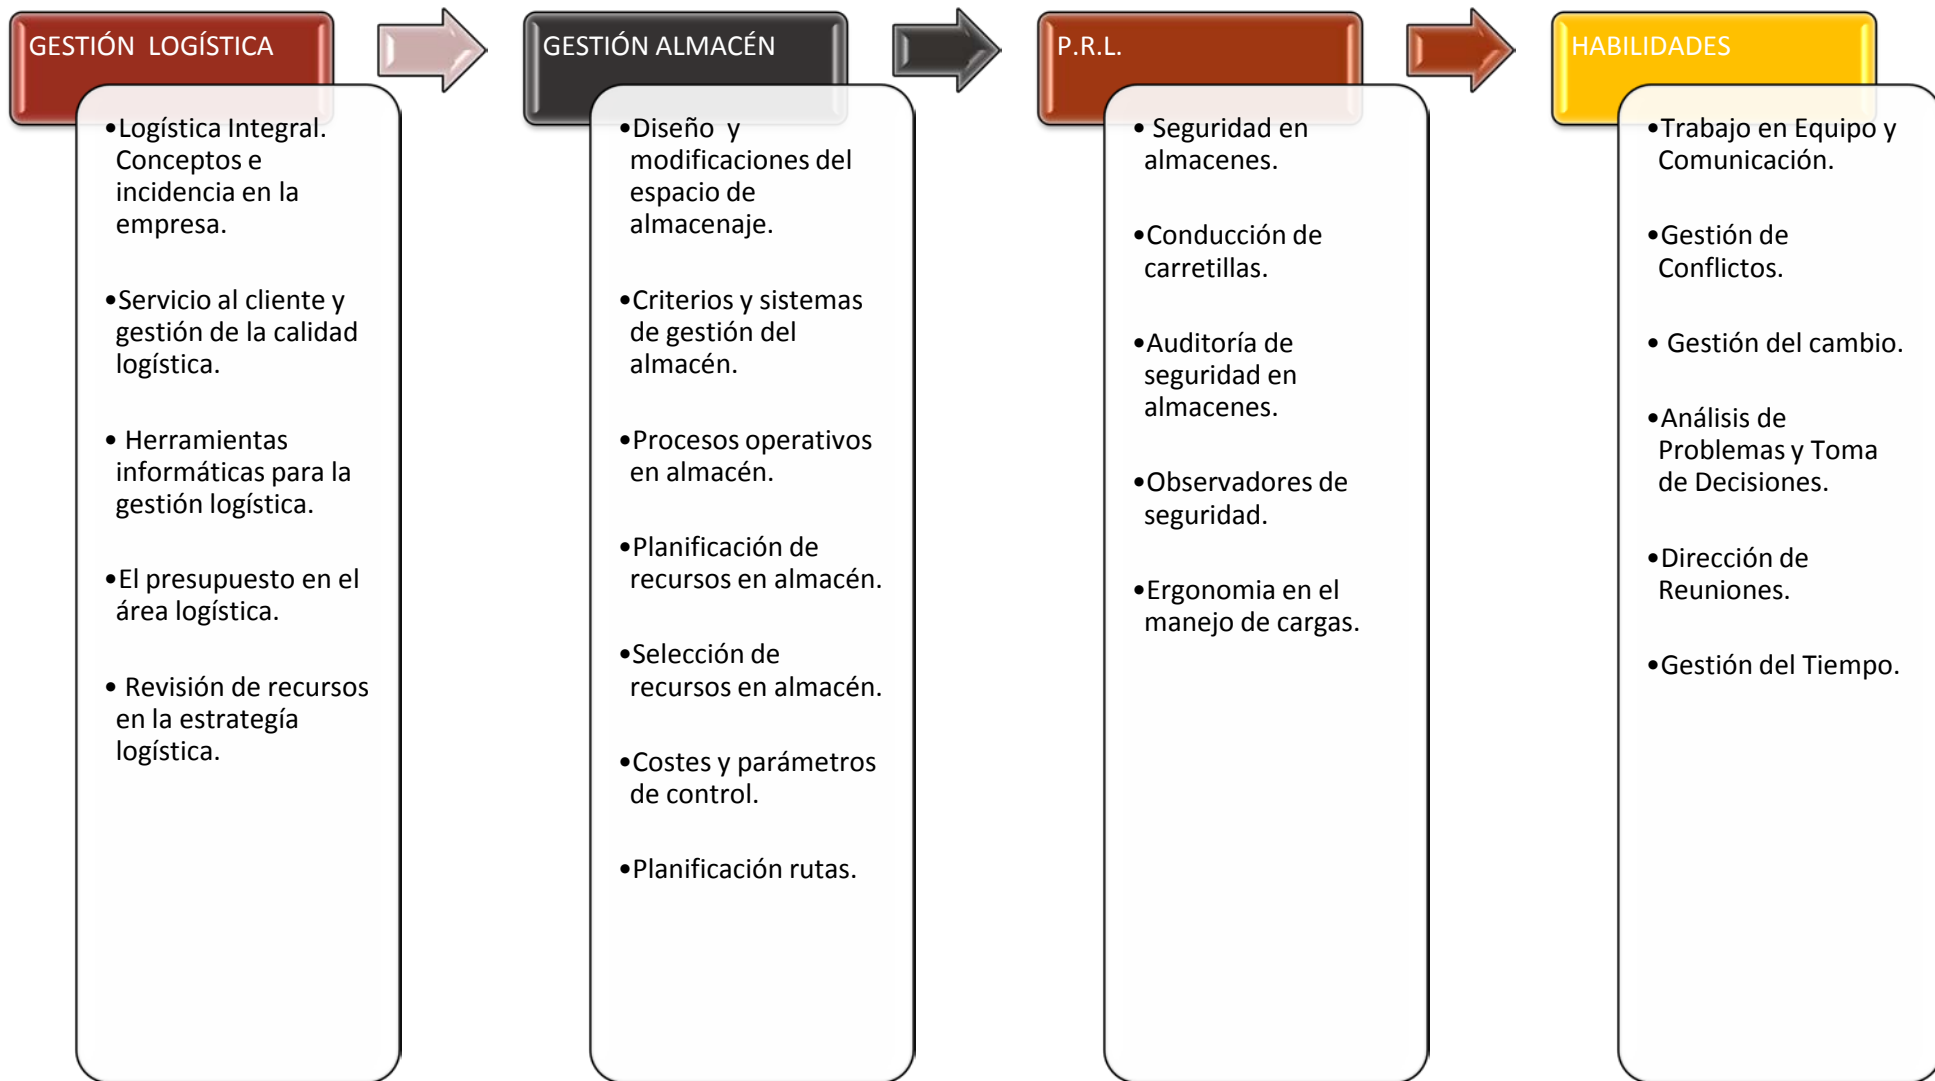 GESTIÓN LOGÍSTICA
•Logística Integral.
Conceptos e
incidencia en la
empresa.
•Servicio al cliente y
gestión de la calidad
logística.
• Herramientas
informáticas para la
gestión logística.
•El presupuesto en el
área logística.
• Revisión de recursos
en la estrategía
logística.
GESTIÓN ALMACÉN
•Diseño y
modificaciones del
espacio de
almacenaje.
•Criterios y sistemas
de gestión del
almacén.
•Procesos operativos
en almacén.
•Planificación de
recursos en almacén.
•Selección de
recursos en almacén.
•Costes y parámetros
de control.
•Planificación rutas.
P.R.L.
• Seguridad en
almacenes.
•Conducción de
carretillas.
•Auditoría de
seguridad en
almacenes.
•Observadores de
seguridad.
•Ergonomia en el
manejo de cargas.
HABILIDADES
•Trabajo en Equipo y
Comunicación.
•Gestión de
Conflictos.
• Gestión del cambio.
•Análisis de
Problemas y Toma
de Decisiones.
•Dirección de
Reuniones.
•Gestión del Tiempo.